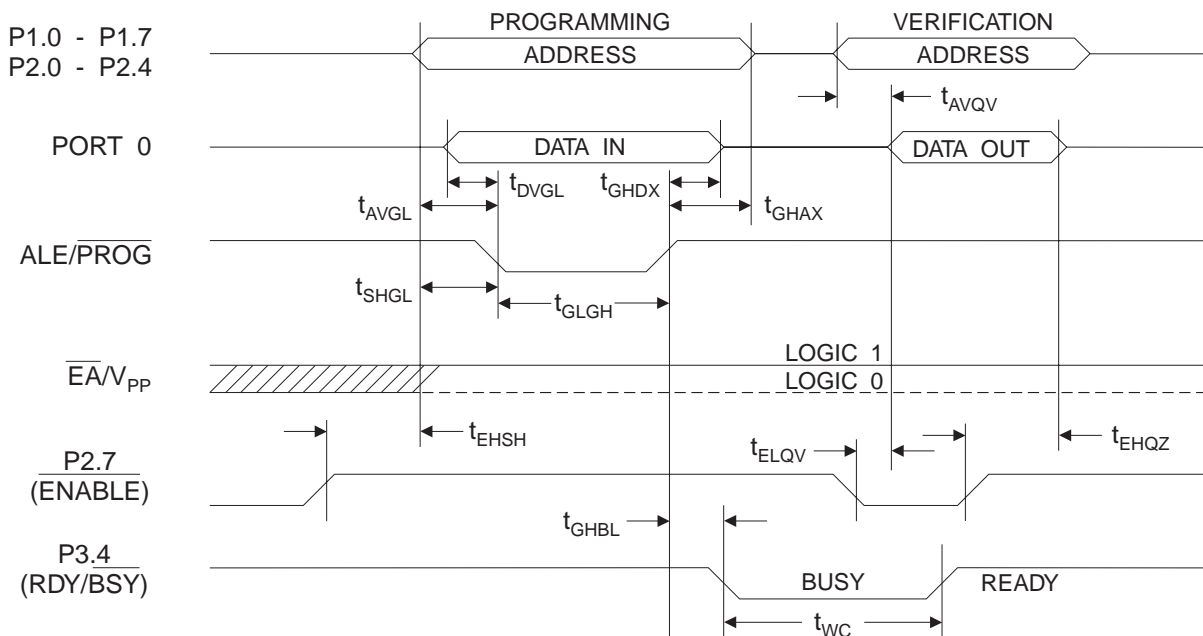 PROGRAMMING VERIFICATION
P1.0 - P1.7
P2.0 - P2.4
ADDRESS ADDRESS
tAVQV
PORT 0
DATA IN DATA OUT
tDVGL tGHDX
tAVGL tGHAX
ALE/PROG
tSHGL tGLGH
LOGIC 1
EA/VPP
LOGIC 0
tEHSH tELQV tEHQZ
P2.7
(ENABLE)
tGHBL
P3.4
(RDY/BSY)
BUSY READY
tWC